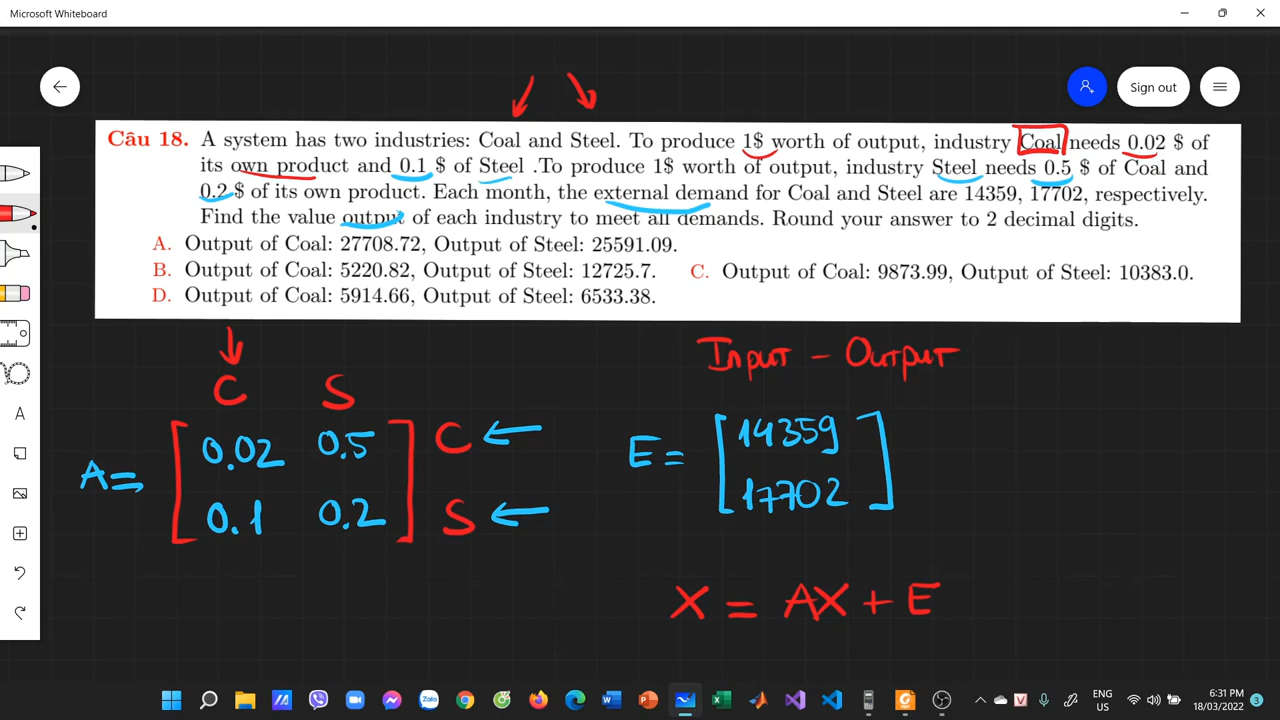 Microsoft Whiteboard
Sign out
Câu 18. A system has two industries: Coal and Steel. To produce 1$ worth of output, industry Coal needs 0.02 $ of
its own product and 0.1 $ of Steel .To produce 1$ worth of output, industry Steel needs 0.5 $ of Coal and
0.2 $ of its own product. Each month, the external demand for Coal and Steel are 14359, 17702, respectively.
Find the value output of each industry to meet all demands. Round your answer to 2 decimal digits.
A. Output of Coal: 27708.72, Output of Steel: 25591.09.
B. Output of Coal: 5220.82, Output of Steel: 12725.7. C. Output of Coal: 9873.99, Output of Steel: 10383.0.
D. Output of Coal: 5914.66, Output of Steel: 6533.38.
Input - Output
C S
A = [ 0.02 0.5 ] C
0.1 0.2 S
E = [ 14359 ]
17702
X = AX + E
A
Zalo
V
ENG
US
6:31 PM
18/03/2022
3